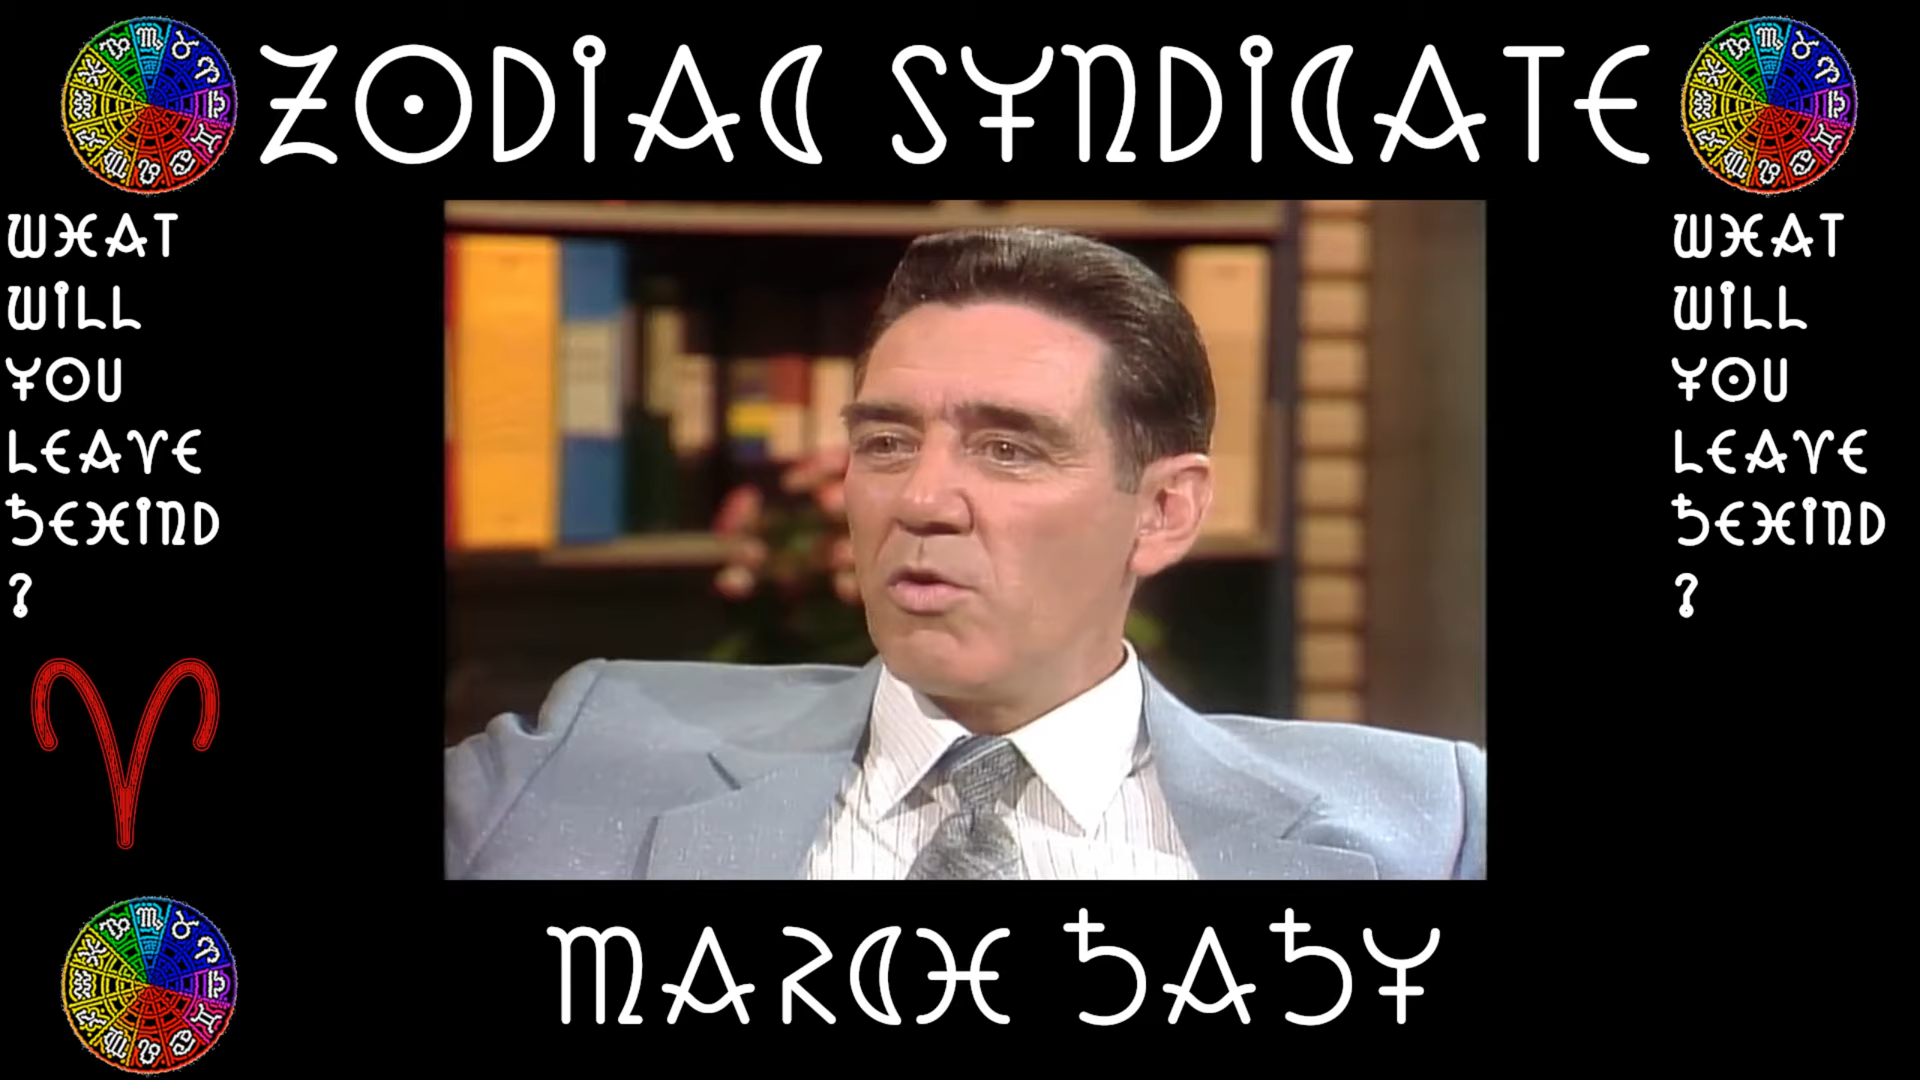 ZODIAC SYNDICATE
WHAT
WILL
YOU
LEAVE
BEHIND
?
WHAT
WILL
YOU
LEAVE
BEHIND
?
MARCH BABY